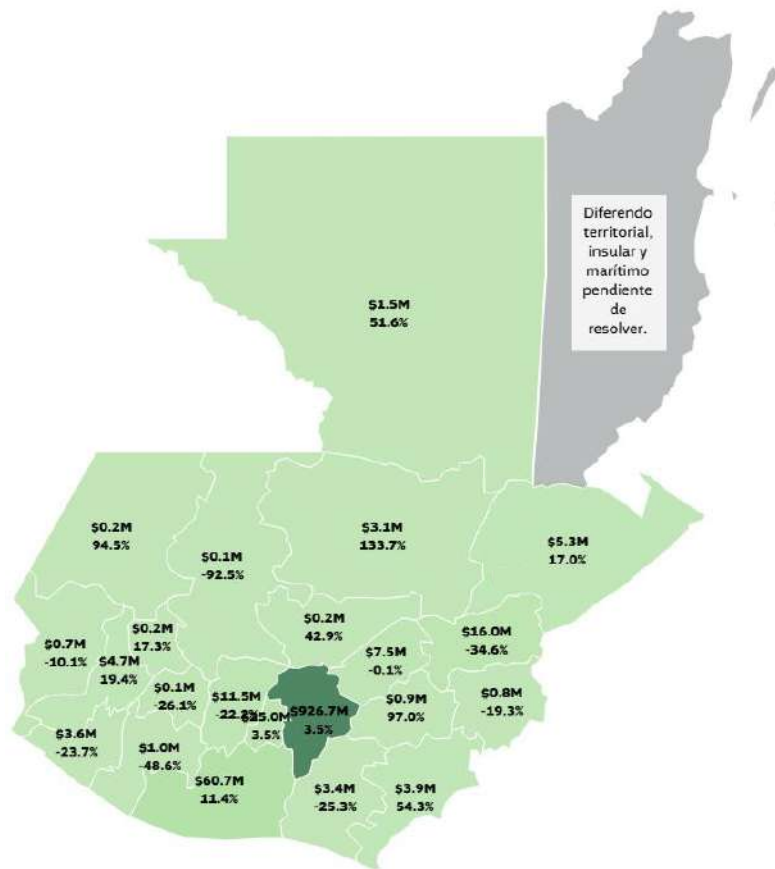 Diferendo
territorial,
insular y
marítimo
pendiente
de
resolver.
$1.5M
51.6%
$0.2M
94.5%
$0.1M
-92.5%
$3.1M
133.7%
$5.3M
17.0%
$0.7M
-10.1%
$4.7M
19.4%
$0.2M
17.3%
$0.2M
42.9%
$7.5M
-0.1%
$16.0M
-34.6%
$0.1M
-26.1%
$11.5M
3.5%
$926.7M
3.5%
$0.9M
97.0%
$0.8M
-19.3%
$3.6M
-23.7%
$1.0M
-48.6%
$60.7M
11.4%
$3.4M
-25.3%
$3.9M
54.3%